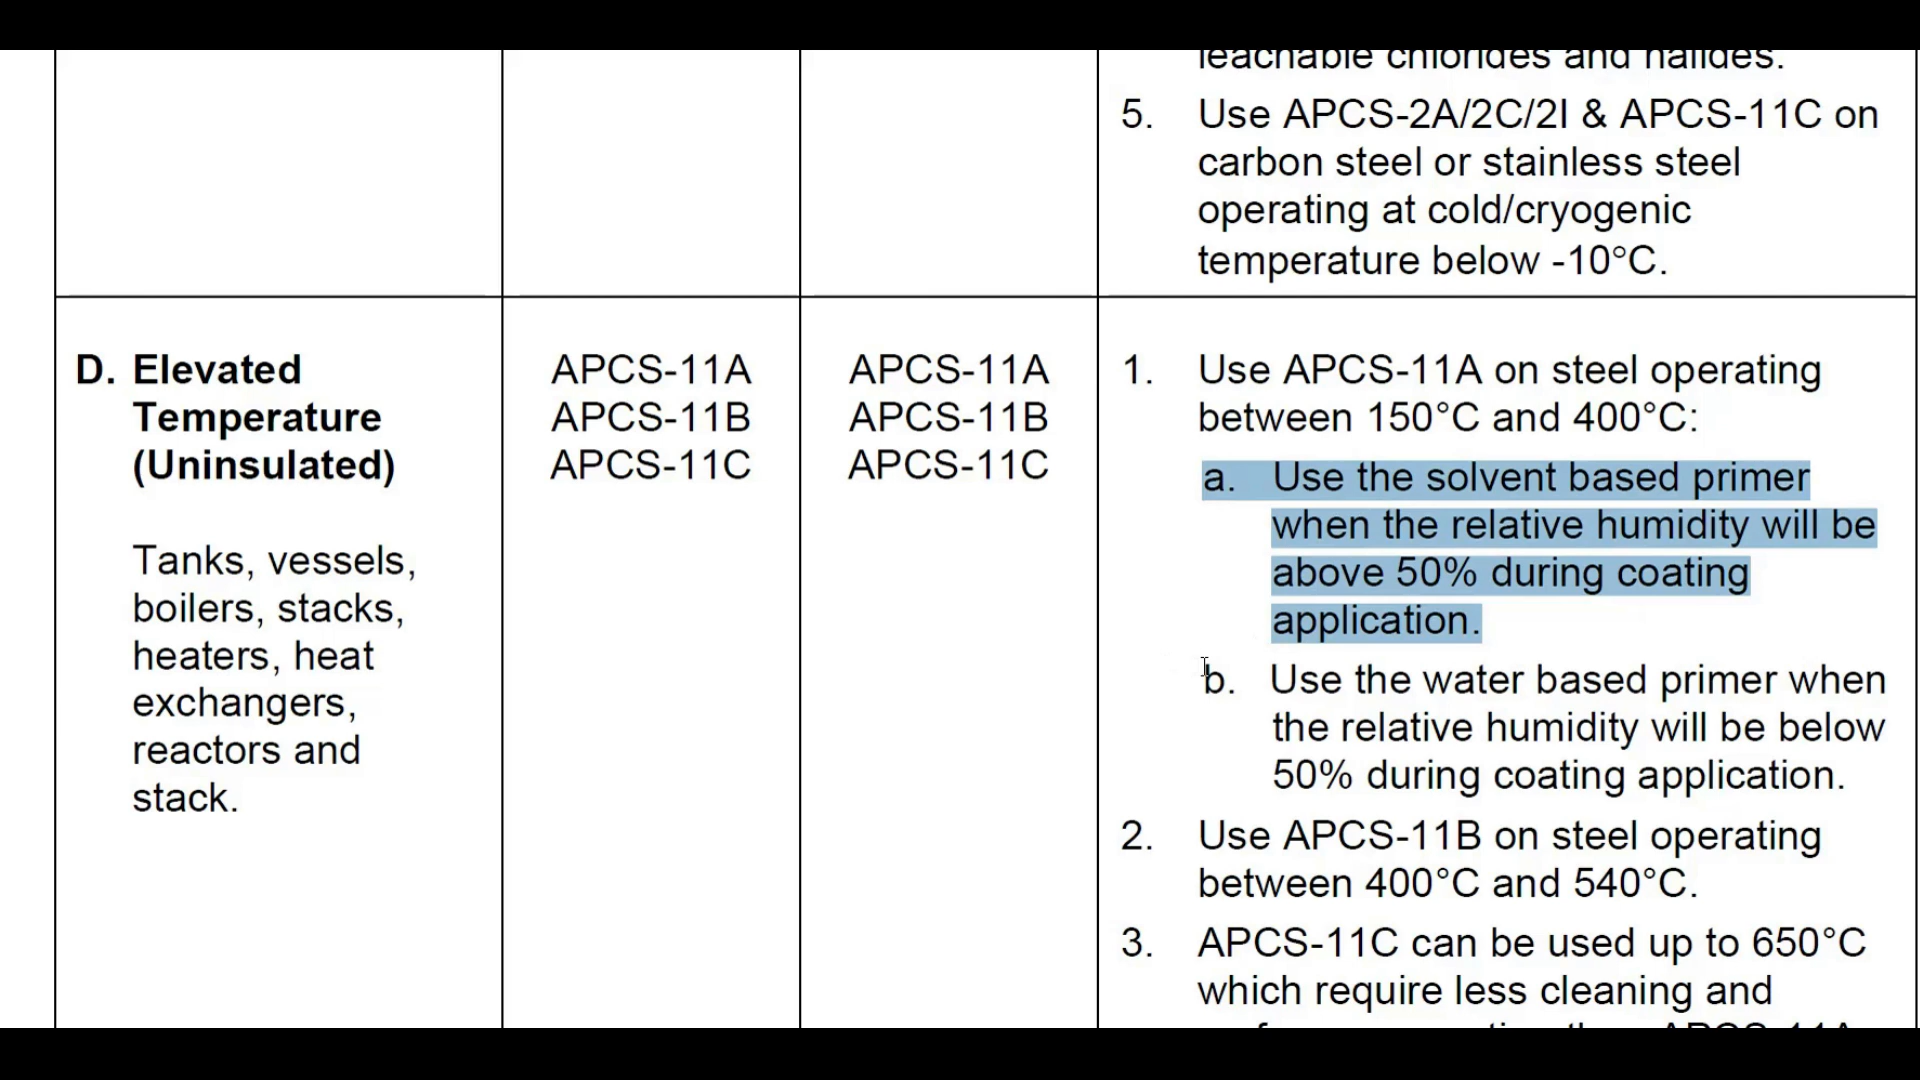 leachable chlorides and halides.
5. Use APCS-2A/2C/2I & APCS-11C on
carbon steel or stainless steel
operating at cold/cryogenic
temperature below -10°C.
D. Elevated
Temperature
(Uninsulated)
Tanks, vessels,
boilers, stacks,
heaters, heat
exchangers,
reactors and
stack.
APCS-11A
APCS-11B
APCS-11C
APCS-11A
APCS-11B
APCS-11C
1. Use APCS-11A on steel operating
between 150°C and 400°C:
a. Use the solvent based primer
when the relative humidity will be
above 50% during coating
application.
b. Use the water based primer when
the relative humidity will be below
50% during coating application.
2. Use APCS-11B on steel operating
between 400°C and 540°C.
3. APCS-11C can be used up to 650°C
which require less cleaning and
APCS-11A